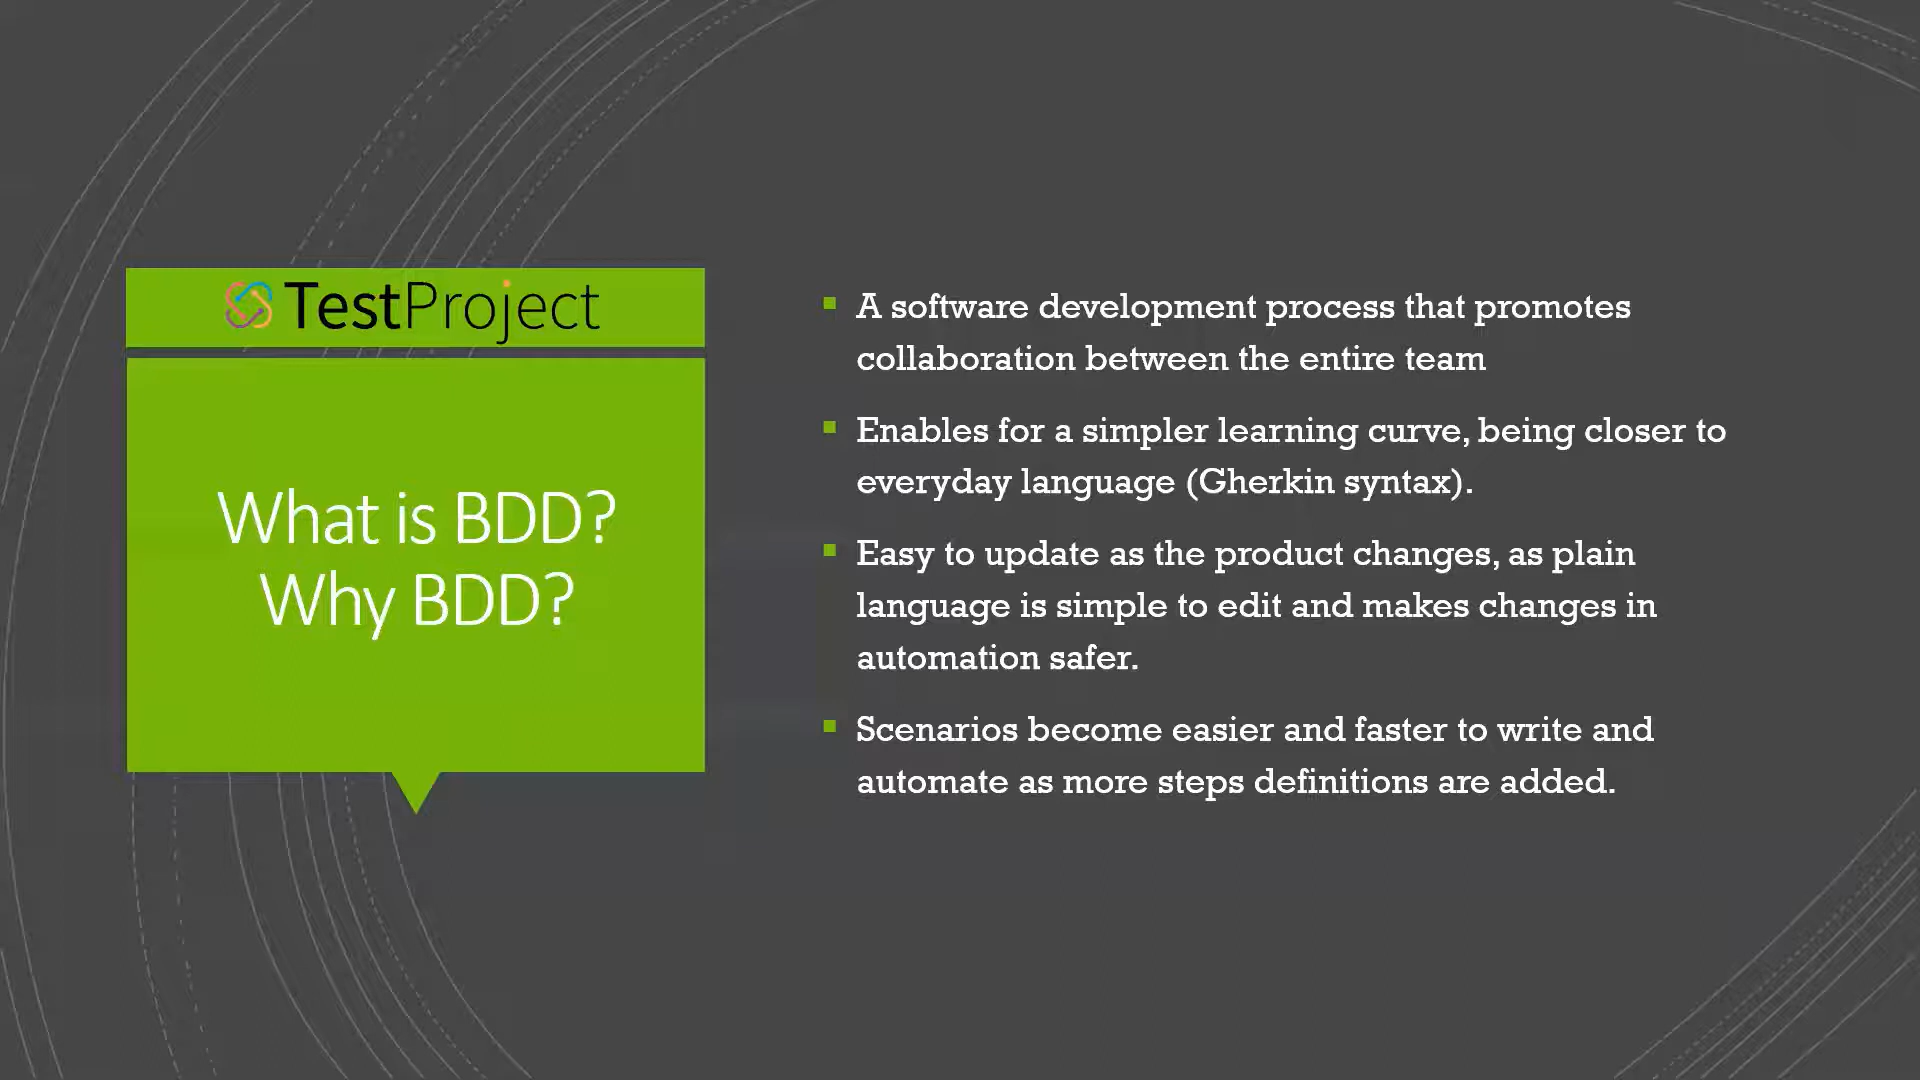 TestProject
What is BDD?
Why BDD?
A software development process that promotes
collaboration between the entire team
Enables for a simpler learning curve, being closer to
everyday language (Gherkin syntax).
Easy to update as the product changes, as plain
language is simple to edit and makes changes in
automation safer.
Scenarios become easier and faster to write and
automate as more steps definitions are added.